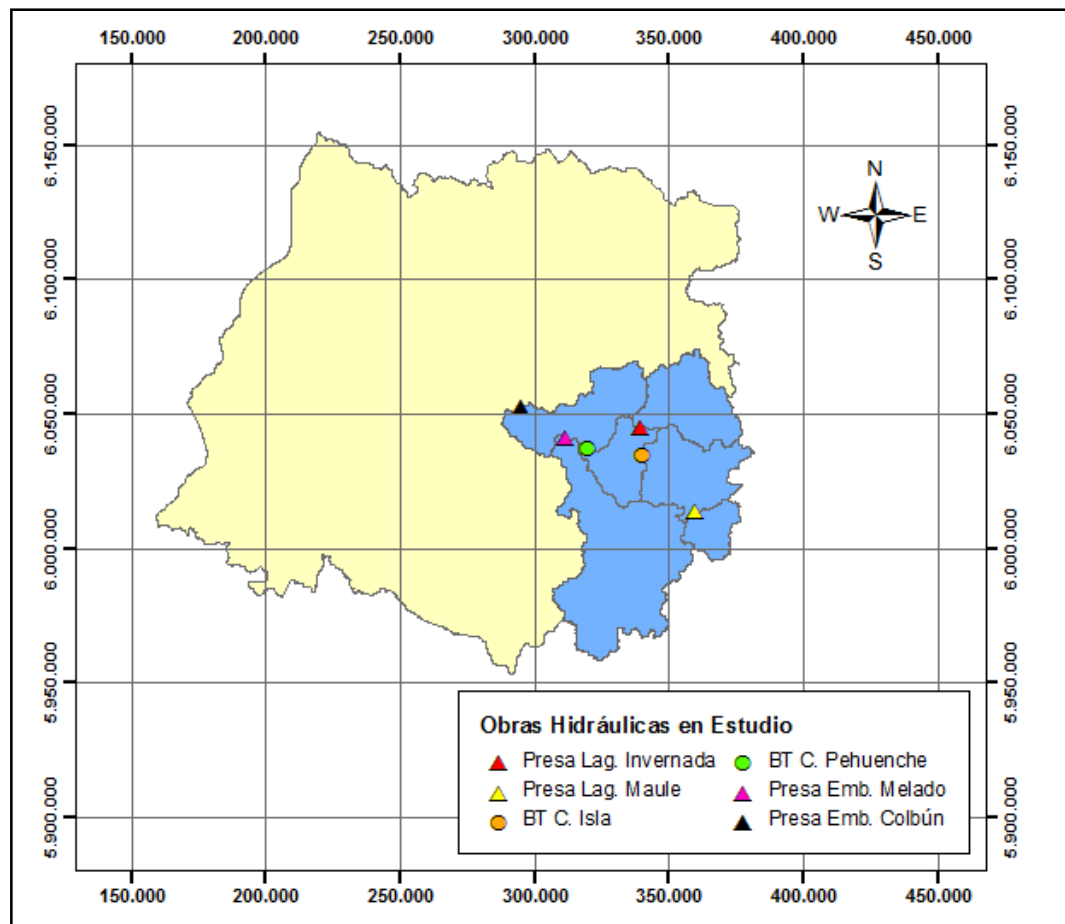 150.000 200.000 250.000 300.000 350.000 400.000 450.000
6.150.000 6.150.000
N
W E
S
6.100.000 6.100.000
6.050.000 6.050.000
6.000.000 6.000.000
5.950.000 5.950.000
Obras Hidráulicas en Estudio
Presa Lag. Invernada BT C. Pehuenche
Presa Lag. Maule Presa Emb. Melado
BT C. Isla Presa Emb. Colbún
5.900.000 5.900.000
150.000 200.000 250.000 300.000 350.000 400.000 450.000